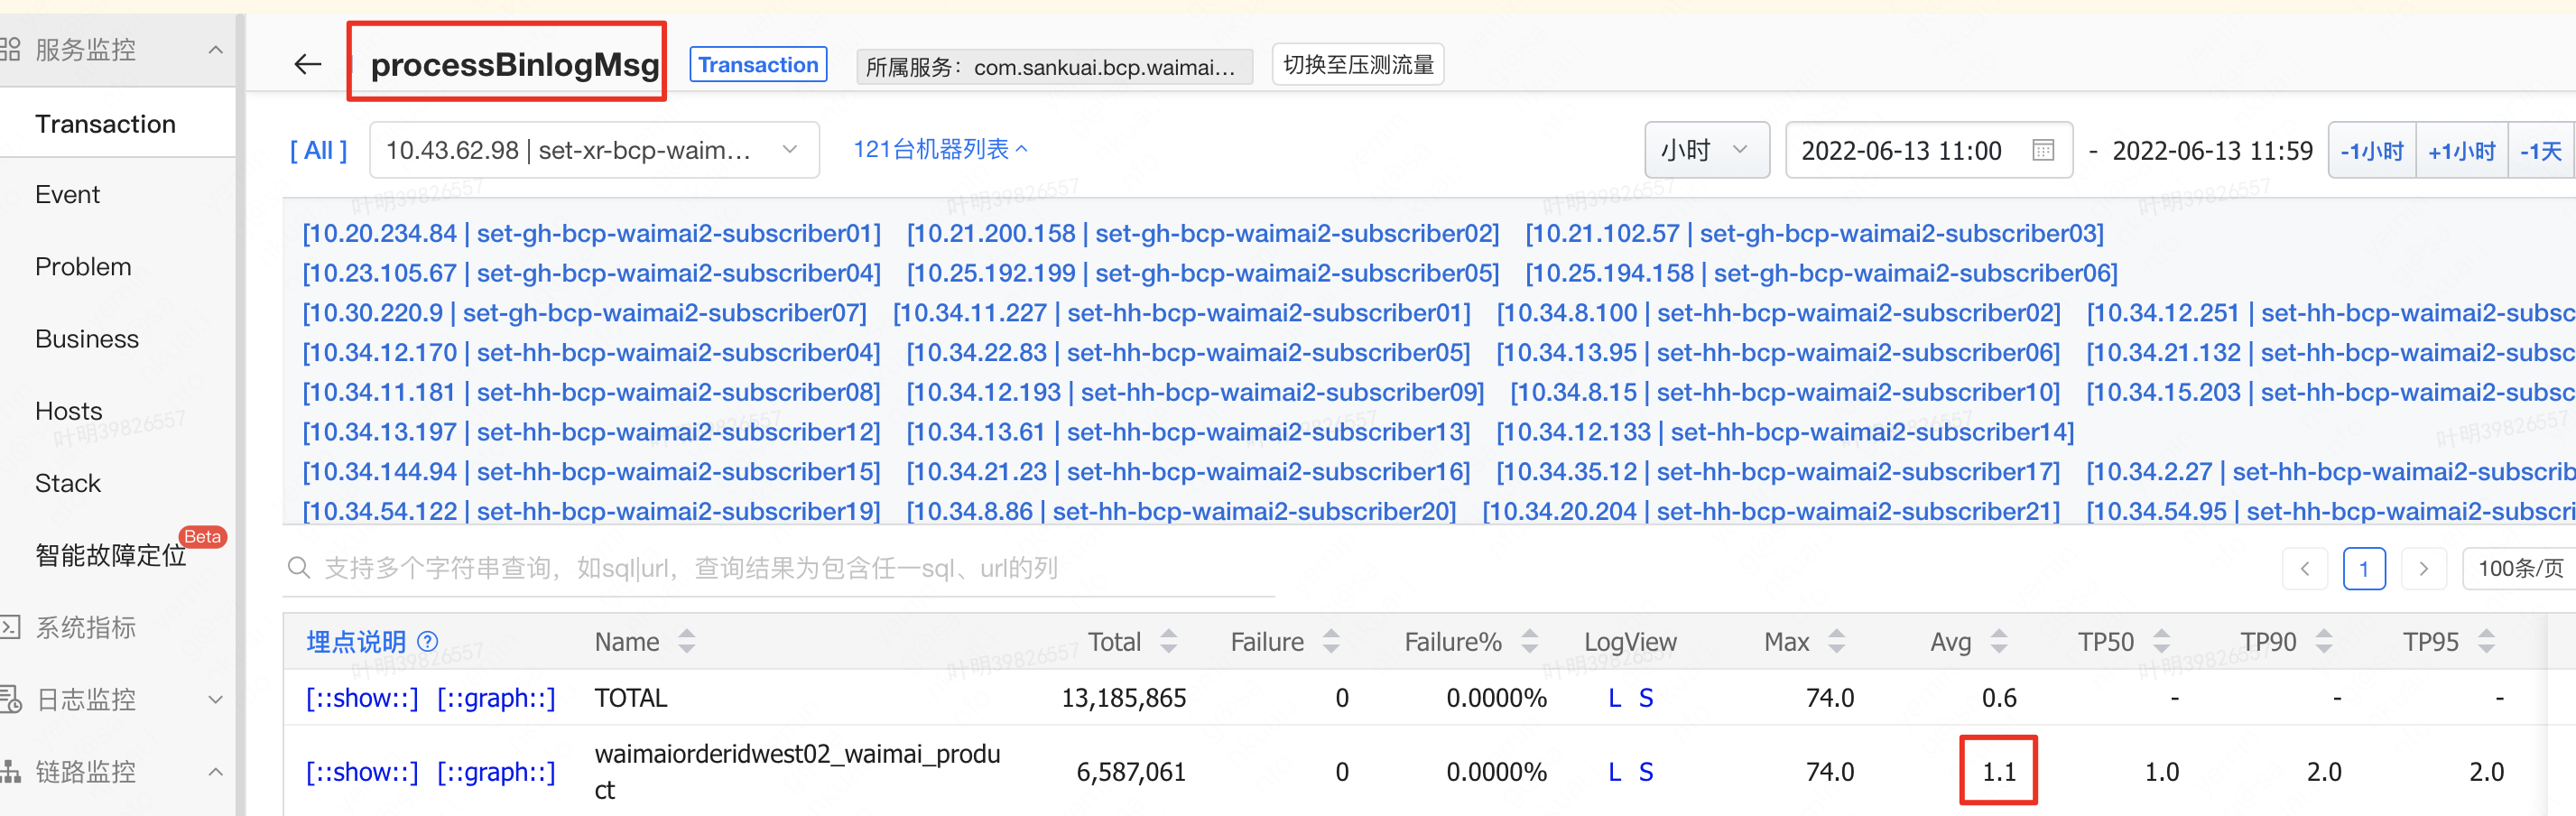 服务监控
processBinlogMsg Transaction 所属服务：com.sankuai.bcp.waimai... 切换至压测流量
Transaction
[ All ] 10.43.62.98 | set-xr-bcp-waim... 121台机器列表 小时 2022-06-13 11:00 - 2022-06-13 11:59 -1小时 +1小时 -1天
Event
Problem
Business
Hosts
Stack
智能故障定位 Beta
系统指标
日志监控
链路监控
[10.20.234.84 | set-gh-bcp-waimai2-subscriber01] [10.21.200.158 | set-gh-bcp-waimai2-subscriber02] [10.21.102.57 | set-gh-bcp-waimai2-subscriber03]
[10.23.105.67 | set-gh-bcp-waimai2-subscriber04] [10.25.192.199 | set-gh-bcp-waimai2-subscriber05] [10.25.194.158 | set-gh-bcp-waimai2-subscriber06]
[10.30.220.9 | set-gh-bcp-waimai2-subscriber07] [10.34.11.227 | set-hh-bcp-waimai2-subscriber01] [10.34.8.100 | set-hh-bcp-waimai2-subscriber02] [10.34.12.251 | set-hh-bcp-waimai2-subsc
[10.34.12.170 | set-hh-bcp-waimai2-subscriber04] [10.34.22.83 | set-hh-bcp-waimai2-subscriber05] [10.34.13.95 | set-hh-bcp-waimai2-subscriber06] [10.34.21.132 | set-hh-bcp-waimai2-subsc
[10.34.11.181 | set-hh-bcp-waimai2-subscriber08] [10.34.12.193 | set-hh-bcp-waimai2-subscriber09] [10.34.8.15 | set-hh-bcp-waimai2-subscriber10] [10.34.15.203 | set-hh-bcp-waimai2-subsc
[10.34.13.197 | set-hh-bcp-waimai2-subscriber12] [10.34.13.61 | set-hh-bcp-waimai2-subscriber13] [10.34.12.133 | set-hh-bcp-waimai2-subscriber14]
[10.34.144.94 | set-hh-bcp-waimai2-subscriber15] [10.34.21.23 | set-hh-bcp-waimai2-subscriber16] [10.34.35.12 | set-hh-bcp-waimai2-subscriber17] [10.34.2.27 | set-hh-bcp-waimai2-subscrib
[10.34.54.122 | set-hh-bcp-waimai2-subscriber19] [10.34.8.86 | set-hh-bcp-waimai2-subscriber20] [10.34.20.204 | set-hh-bcp-waimai2-subscriber21] [10.34.54.95 | set-hh-bcp-waimai2-subscri
支持多个字符串查询，如sql|url，查询结果为包含任一sql、url的列 1 100条/页
埋点说明 Name Total Failure Failure% LogView Max Avg TP50 TP90 TP95
[::show::] [::graph::] TOTAL 13,185,865 0 0.0000% L S 74.0 0.6 - - -
[::show::] [::graph::] waimaiorderidwest02_waimai_produ
ct 6,587,061 0 0.0000% L S 74.0 1.1 1.0 2.0 2.0
叶明39826557